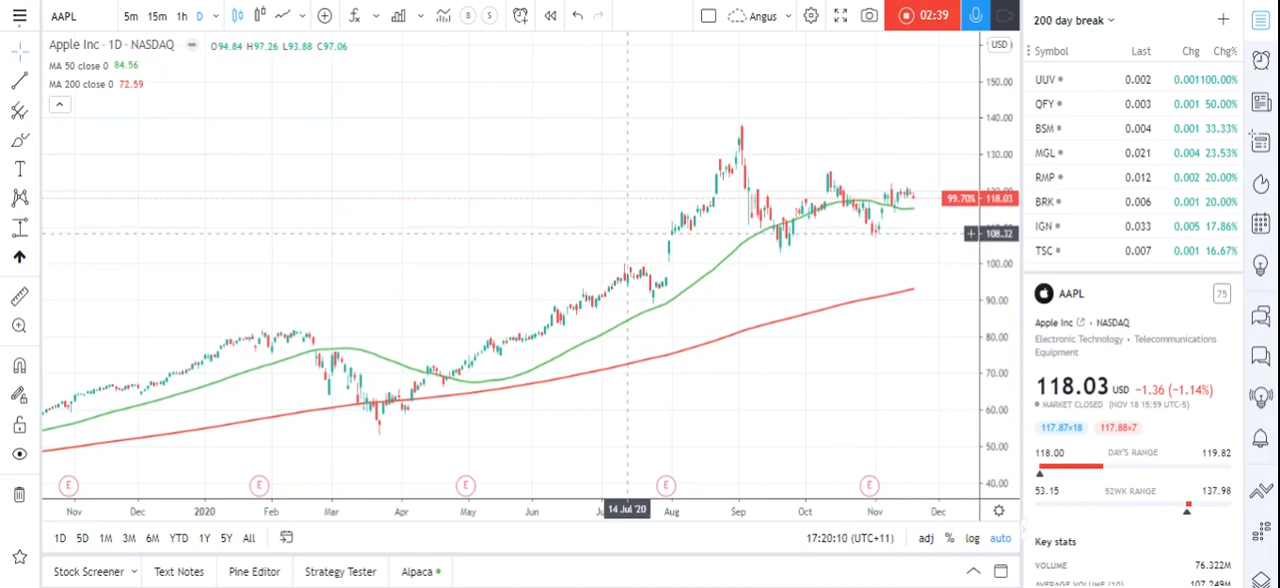 AAPL 5m 15m 1h D B S Angus 02:39
Apple Inc · 1D · NASDAQ O94.84 H97.26 L93.88 C97.06
MA 50 close 0 84.56
MA 200 close 0 72.59
USD
150.00
140.00
130.00
99.70% 118.03
108.32
100.00
90.00
80.00
70.00
60.00
50.00
40.00
E E E E E
Nov Dec 2020 Feb Mar Apr May Jun 14 Jul '20 Aug Sep Oct Nov Dec
1D 5D 1M 3M 6M YTD 1Y 5Y All 17:20:10 (UTC+11) adj % log auto
Stock Screener Text Notes Pine Editor Strategy Tester Alpaca
200 day break
Symbol Last Chg Chg%
UUV 0.002 0.001 100.00%
QFY 0.003 0.001 50.00%
BSM 0.004 0.001 33.33%
MGL 0.021 0.004 23.53%
RMP 0.012 0.002 20.00%
BRK 0.006 0.001 20.00%
IGN 0.033 0.005 17.86%
TSC 0.007 0.001 16.67%
AAPL 75
Apple Inc · NASDAQ
Electronic Technology · Telecommunications
Equipment
118.03 USD −1.36 (−1.14%)
MARKET CLOSED (NOV 18 15:59 UTC-5)
117.87×18 117.88×7
118.00 DAY'S RANGE 119.82
53.15 52WK RANGE 137.98
Key stats
VOLUME 76.322M